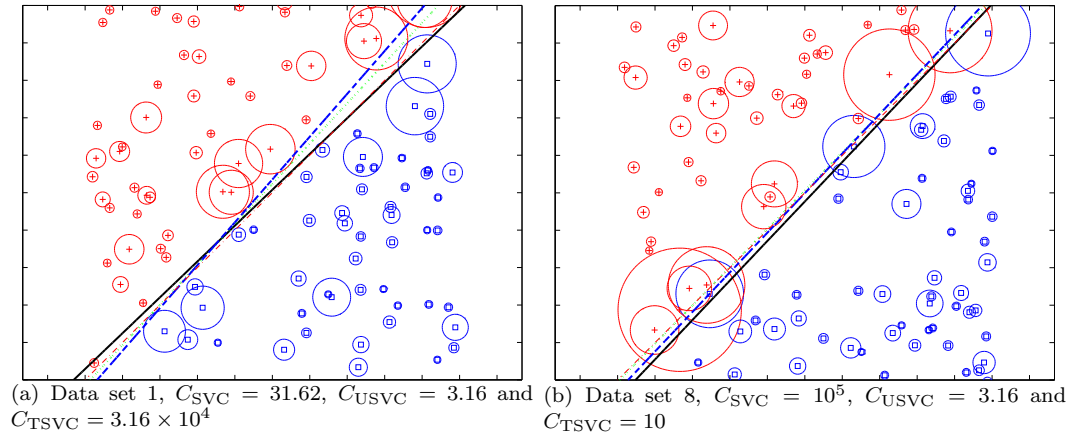 (a) Data set 1, C_SVC = 31.62, C_USVC = 3.16 and
C_TSVC = 3.16 × 10^4
(b) Data set 8, C_SVC = 10^5, C_USVC = 3.16 and
C_TSVC = 10